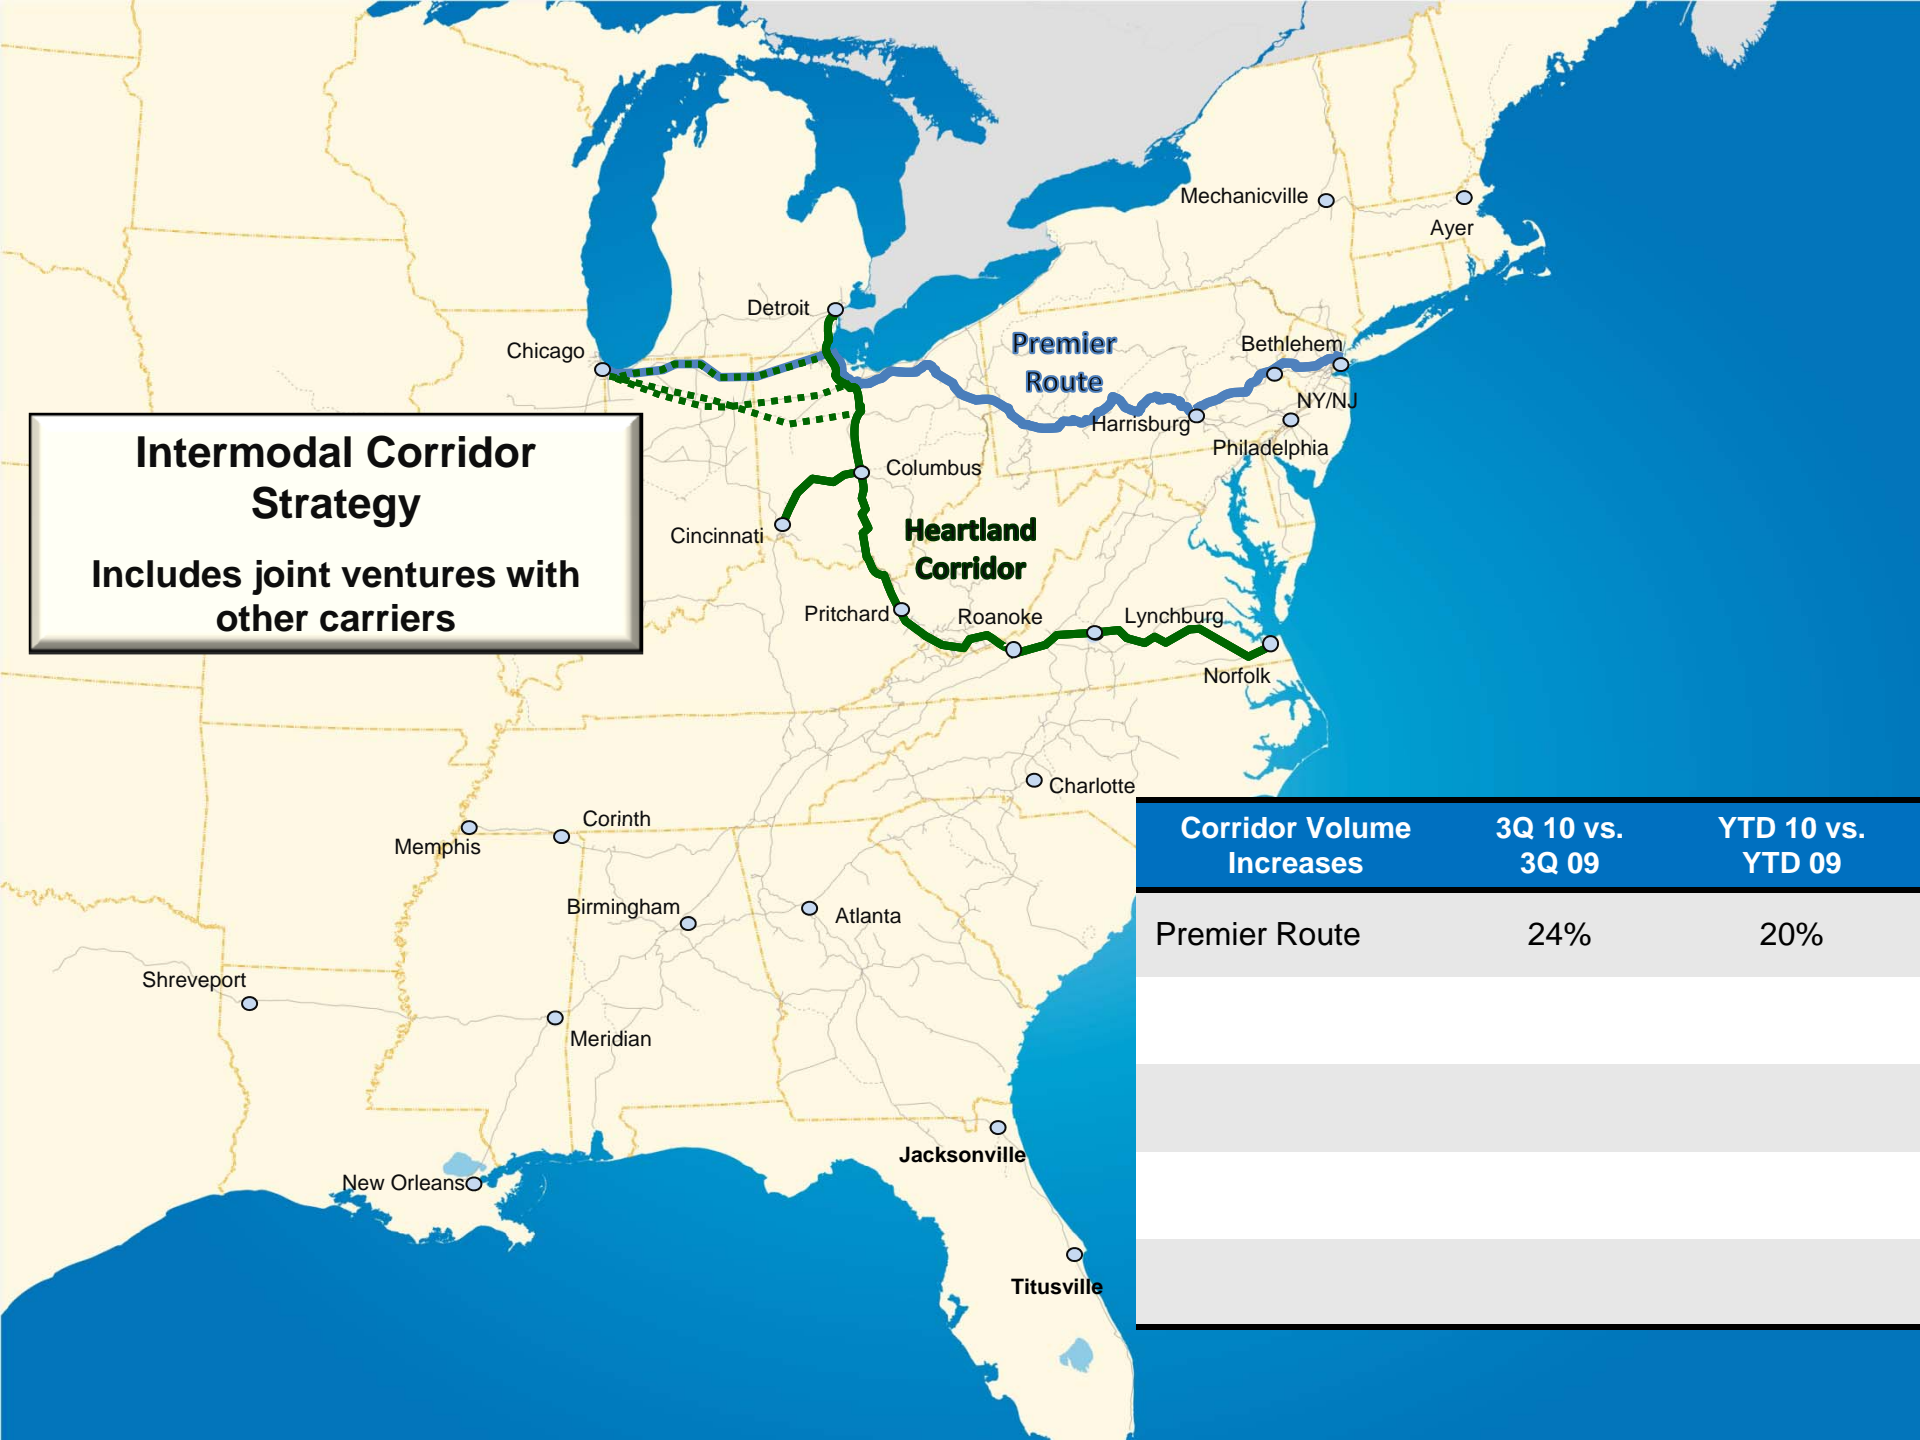 Mechanicville
Ayer
Detroit
Chicago
Premier
Route
Bethlehem
NY/NJ
Harrisburg
Philadelphia
Intermodal Corridor
Strategy
Includes joint ventures with
other carriers
Columbus
Cincinnati
Heartland
Corridor
Pritchard
Roanoke
Lynchburg
Norfolk
Charlotte
Corinth
Memphis
Birmingham
Atlanta
Shreveport
Meridian
Jacksonville
New Orleans
Titusville
Corridor Volume
Increases
3Q 10 vs.
3Q 09
YTD 10 vs.
YTD 09
Premier Route 24% 20%